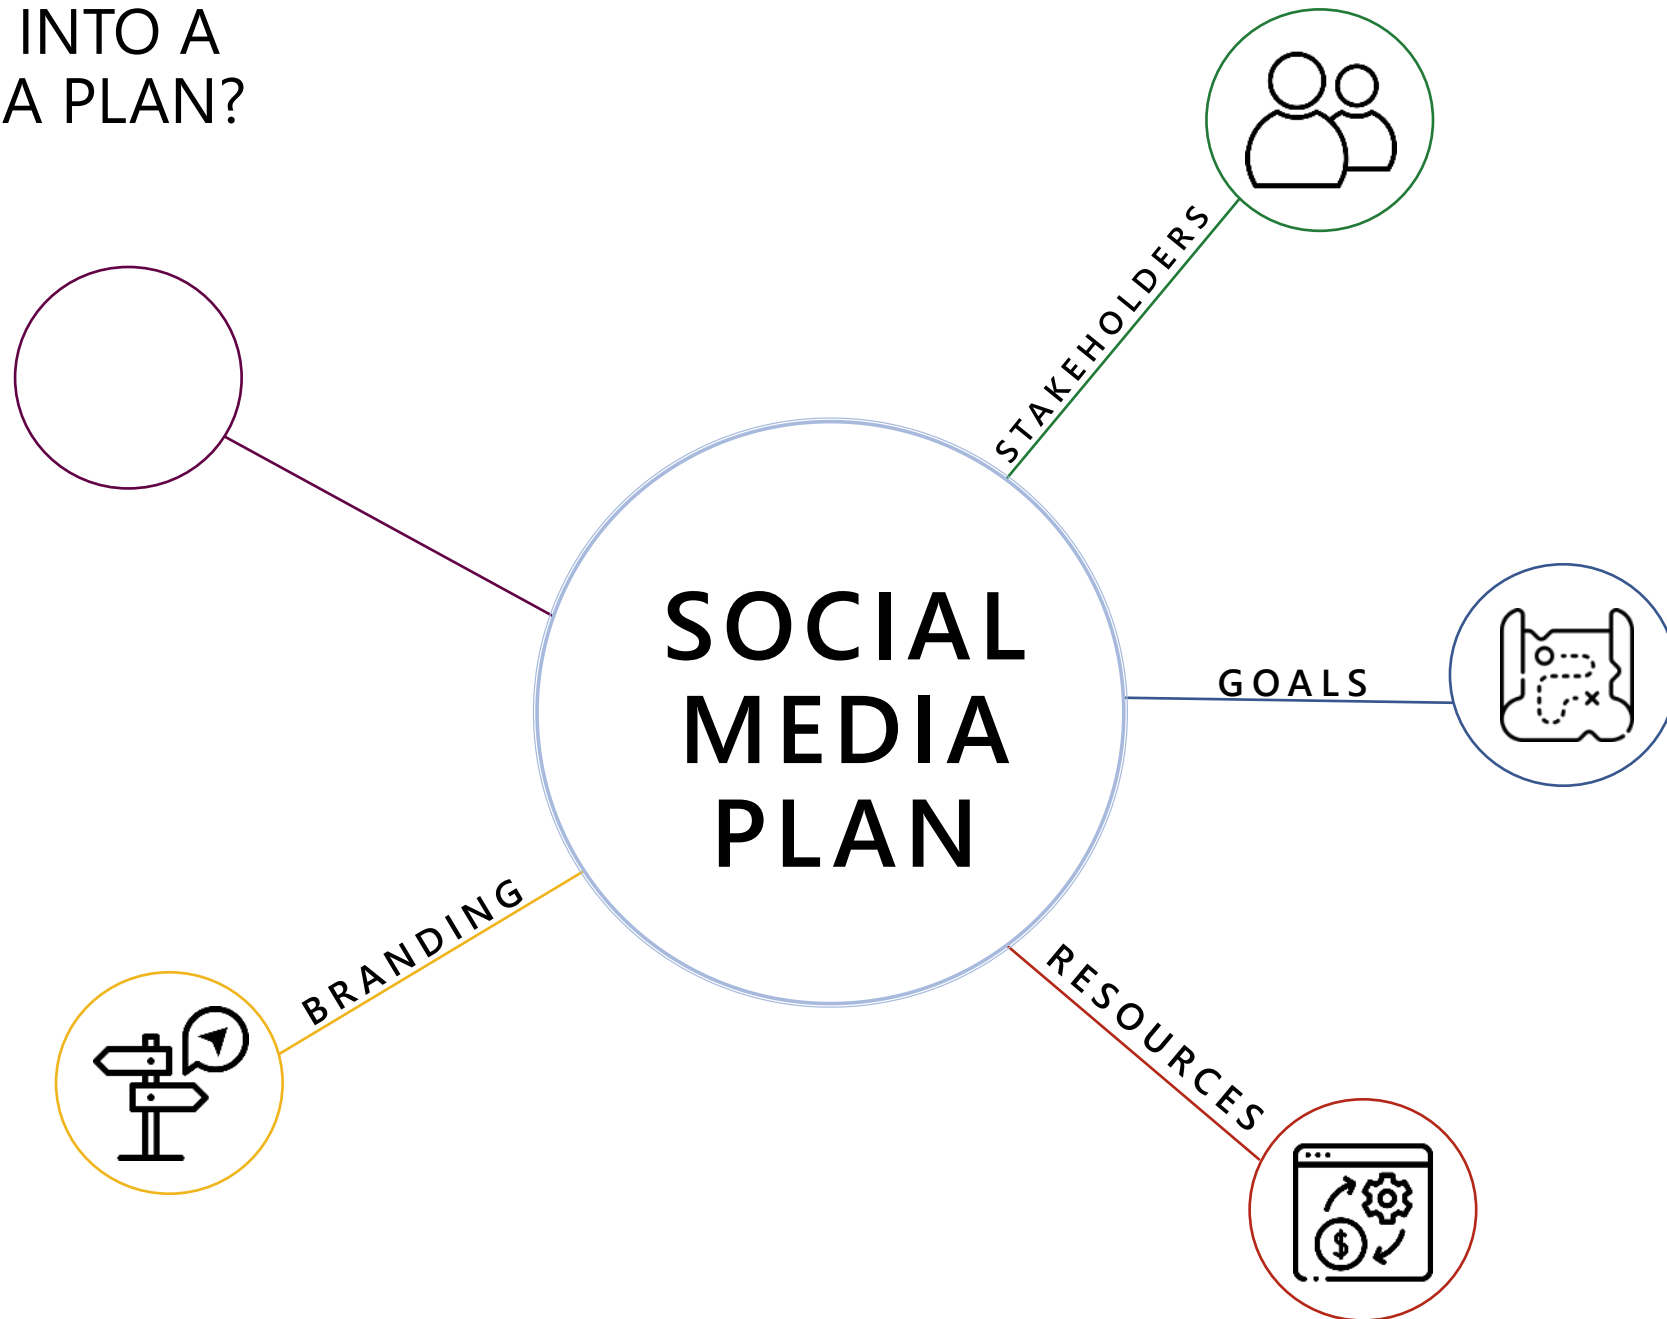 INTO A
A PLAN?
STAKEHOLDERS
SOCIAL
MEDIA
PLAN
GOALS
BRANDING
RESOURCES
$